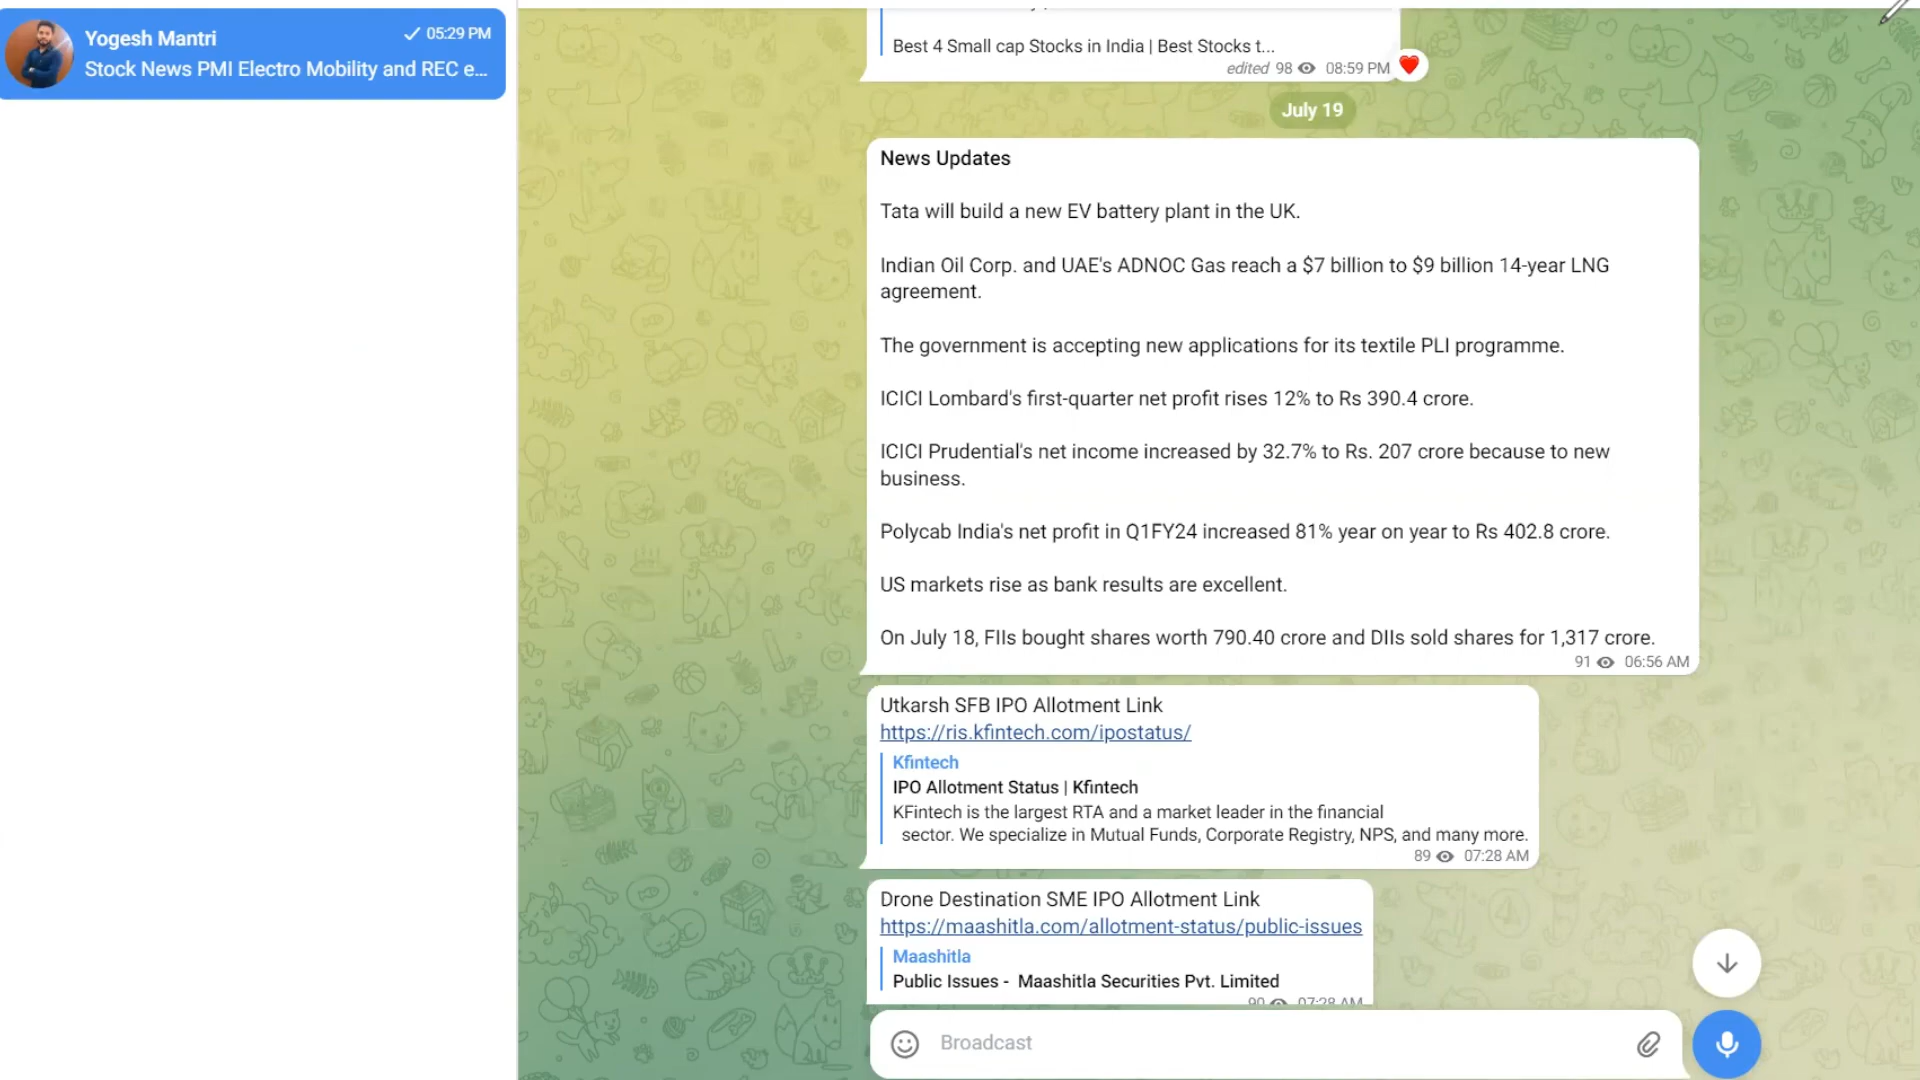 Yogesh Mantri
05:29 PM
Stock News PMI Electro Mobility and REC e...
Best 4 Small cap Stocks in India | Best Stocks t...
edited 98 08:59 PM
July 19
News Updates
Tata will build a new EV battery plant in the UK.
Indian Oil Corp. and UAE's ADNOC Gas reach a $7 billion to $9 billion 14-year LNG
agreement.
The government is accepting new applications for its textile PLI programme.
ICICI Lombard's first-quarter net profit rises 12% to Rs 390.4 crore.
ICICI Prudential's net income increased by 32.7% to Rs. 207 crore because to new
business.
Polycab India's net profit in Q1FY24 increased 81% year on year to Rs 402.8 crore.
US markets rise as bank results are excellent.
On July 18, FIIs bought shares worth 790.40 crore and DIIs sold shares for 1,317 crore.
91 06:56 AM
Utkarsh SFB IPO Allotment Link
https://ris.kfintech.com/ipostatus/
Kfintech
IPO Allotment Status | Kfintech
KFintech is the largest RTA and a market leader in the financial
sector. We specialize in Mutual Funds, Corporate Registry, NPS, and many more.
89 07:28 AM
Drone Destination SME IPO Allotment Link
https://maashitla.com/allotment-status/public-issues
Maashitla
Public Issues - Maashitla Securities Pvt. Limited
90 07:28 AM
Broadcast